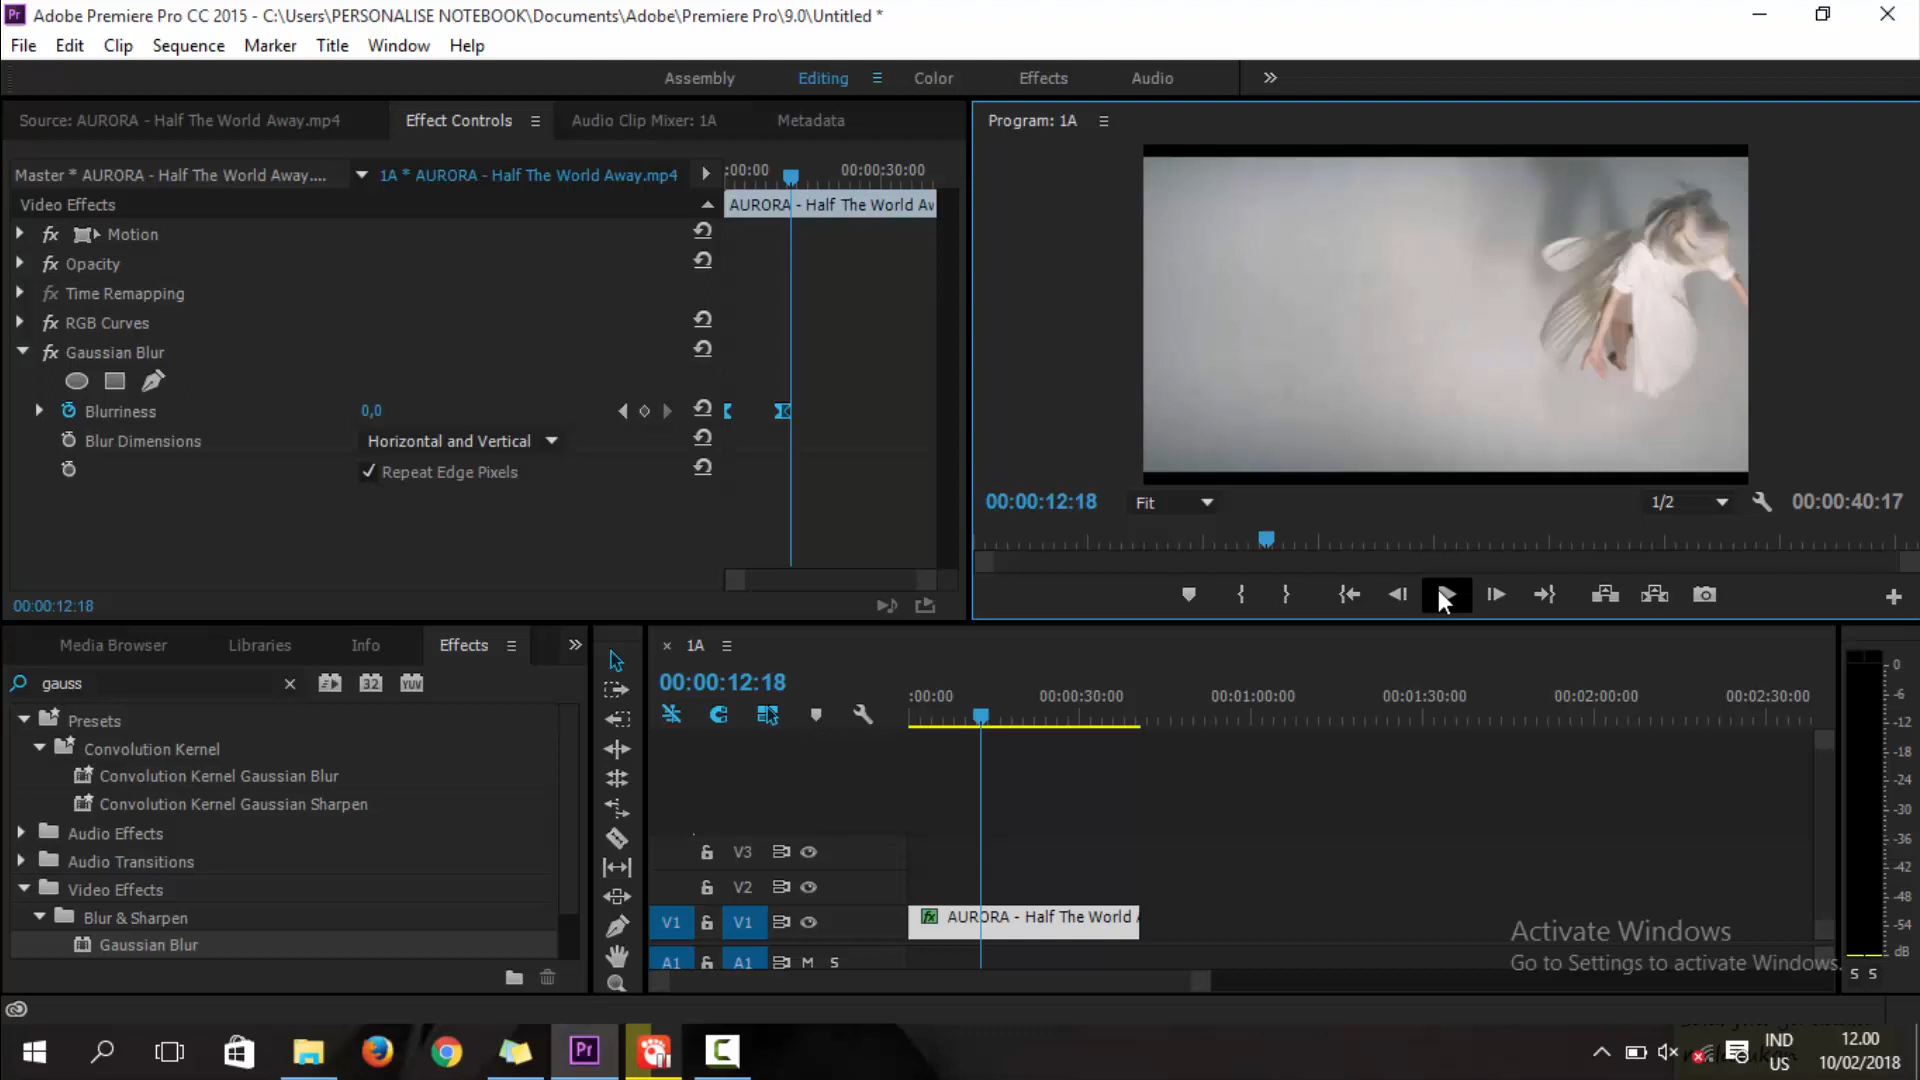 Adobe Premiere Pro CC 2015 - C:\Users\PERSONALISE NOTEBOOK\Documents\Adobe\Premiere Pro\9.0\Untitled *
File Edit Clip Sequence Marker Title Window Help
Assembly Editing Color Effects Audio
Source: AURORA - Half The World Away.mp4 Effect Controls Audio Clip Mixer: 1A Metadata
Program: 1A
Master * AURORA - Half The World Away.... 1A * AURORA - Half The World Away.mp4
:00:00 00:00:30:00
Video Effects
AURORA - Half The World Av
fx Motion
fx Opacity
fx Time Remapping
fx RGB Curves
fx Gaussian Blur
Blurriness 0,0
Blur Dimensions Horizontal and Vertical
Repeat Edge Pixels
00:00:12:18
00:00:12:18 Fit 1/2 00:00:40:17
Media Browser Libraries Info Effects
gauss 32 YUV
Presets
Convolution Kernel
Convolution Kernel Gaussian Blur
Convolution Kernel Gaussian Sharpen
Audio Effects
Audio Transitions
Video Effects
Blur & Sharpen
Gaussian Blur
× 1A
00:00:12:18
:00:00 00:00:30:00 00:01:00:00 00:01:30:00 00:02:00:00 00:02:30:00
V3
V2
V1 V1
fx AURORA - Half The World
A1 A1 M S
0
-6
-12
-18
-24
-30
-36
-42
-48
-54
dB
S S
Activate Windows
Go to Settings to activate Windows.
Pr
IND
US
12.00
10/02/2018